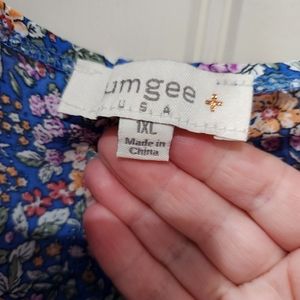 umgee
USA +
1XL
Made in
China